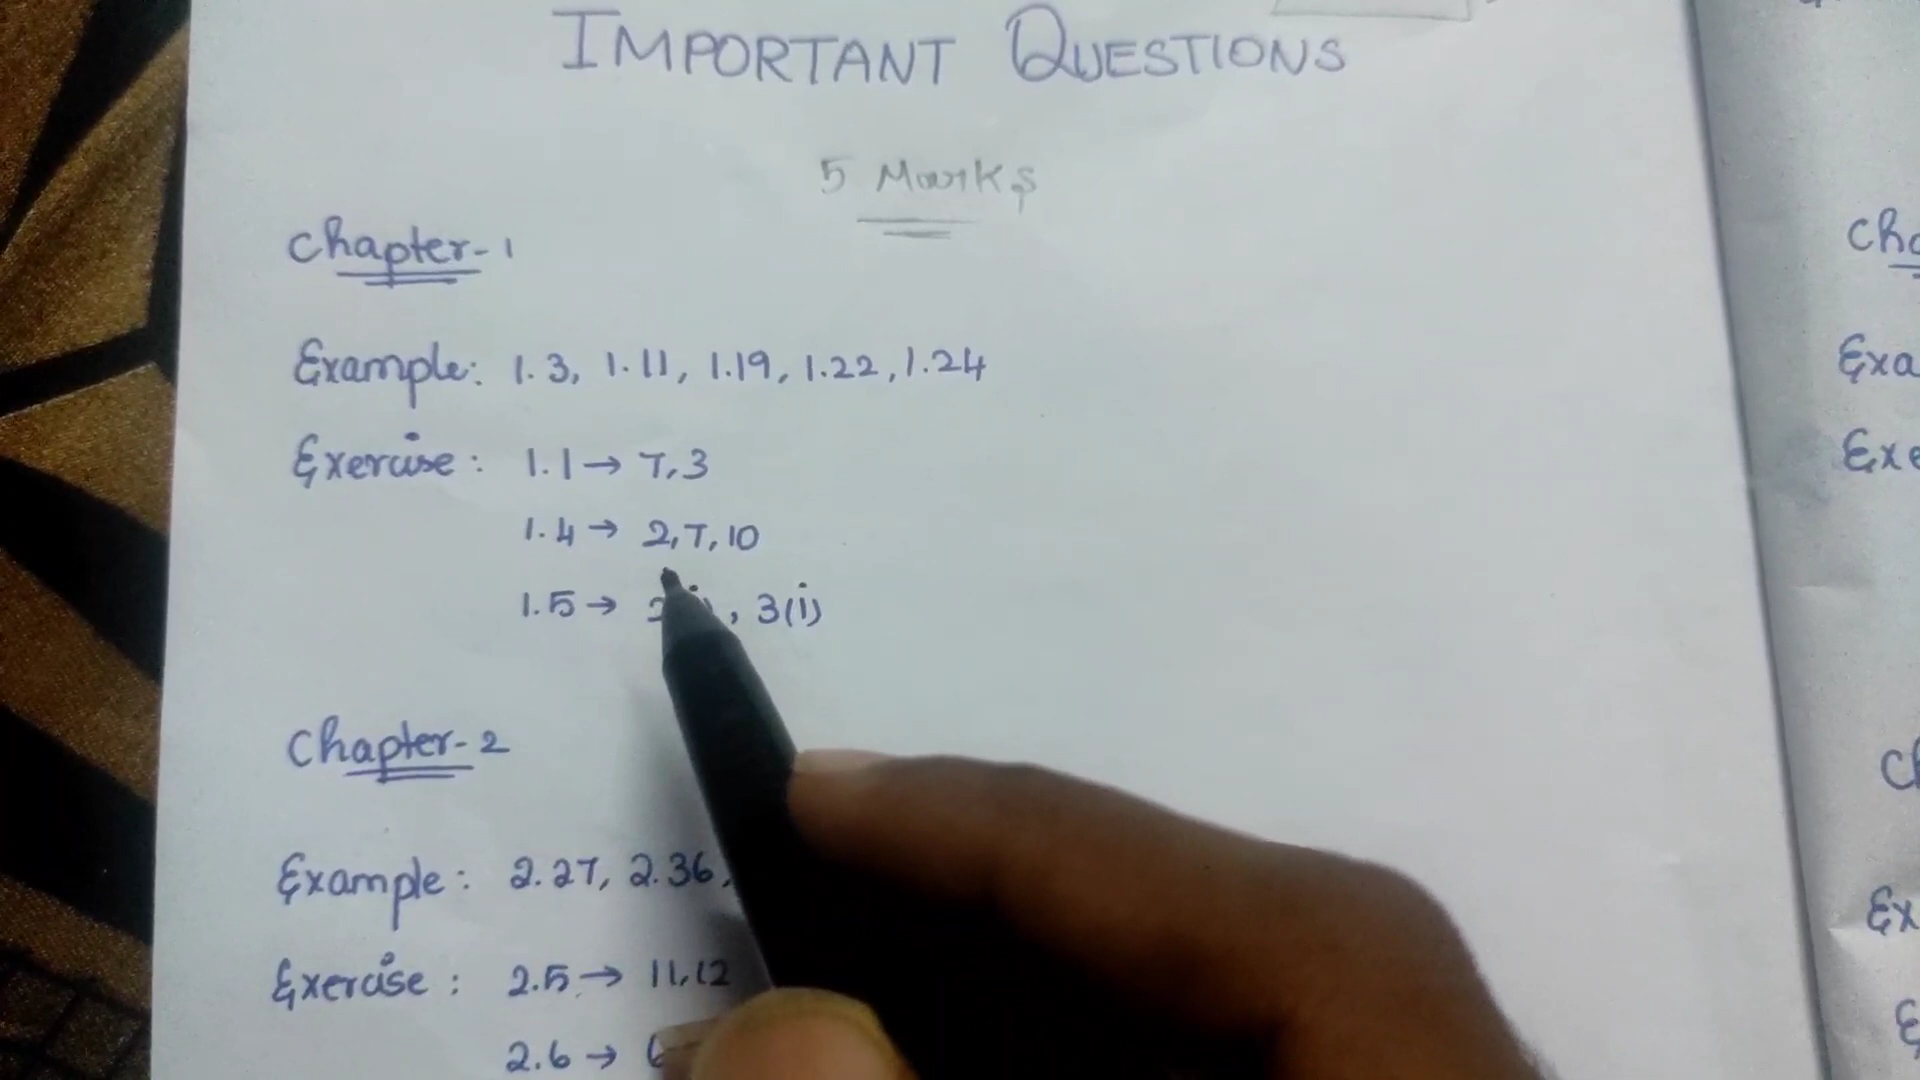 IMPORTANT QUESTIONS
5 Marks
Chapter-1
Example: 1.3, 1.11, 1.19, 1.22, 1.24
Exercise: 1.1→ 7,3
1.4→ 2,7,10
1.5→ , 3(i)
Chapter-2
Example: 2.27, 2.36,
Exercise: 2.5→ 11,12
2.6→ 6